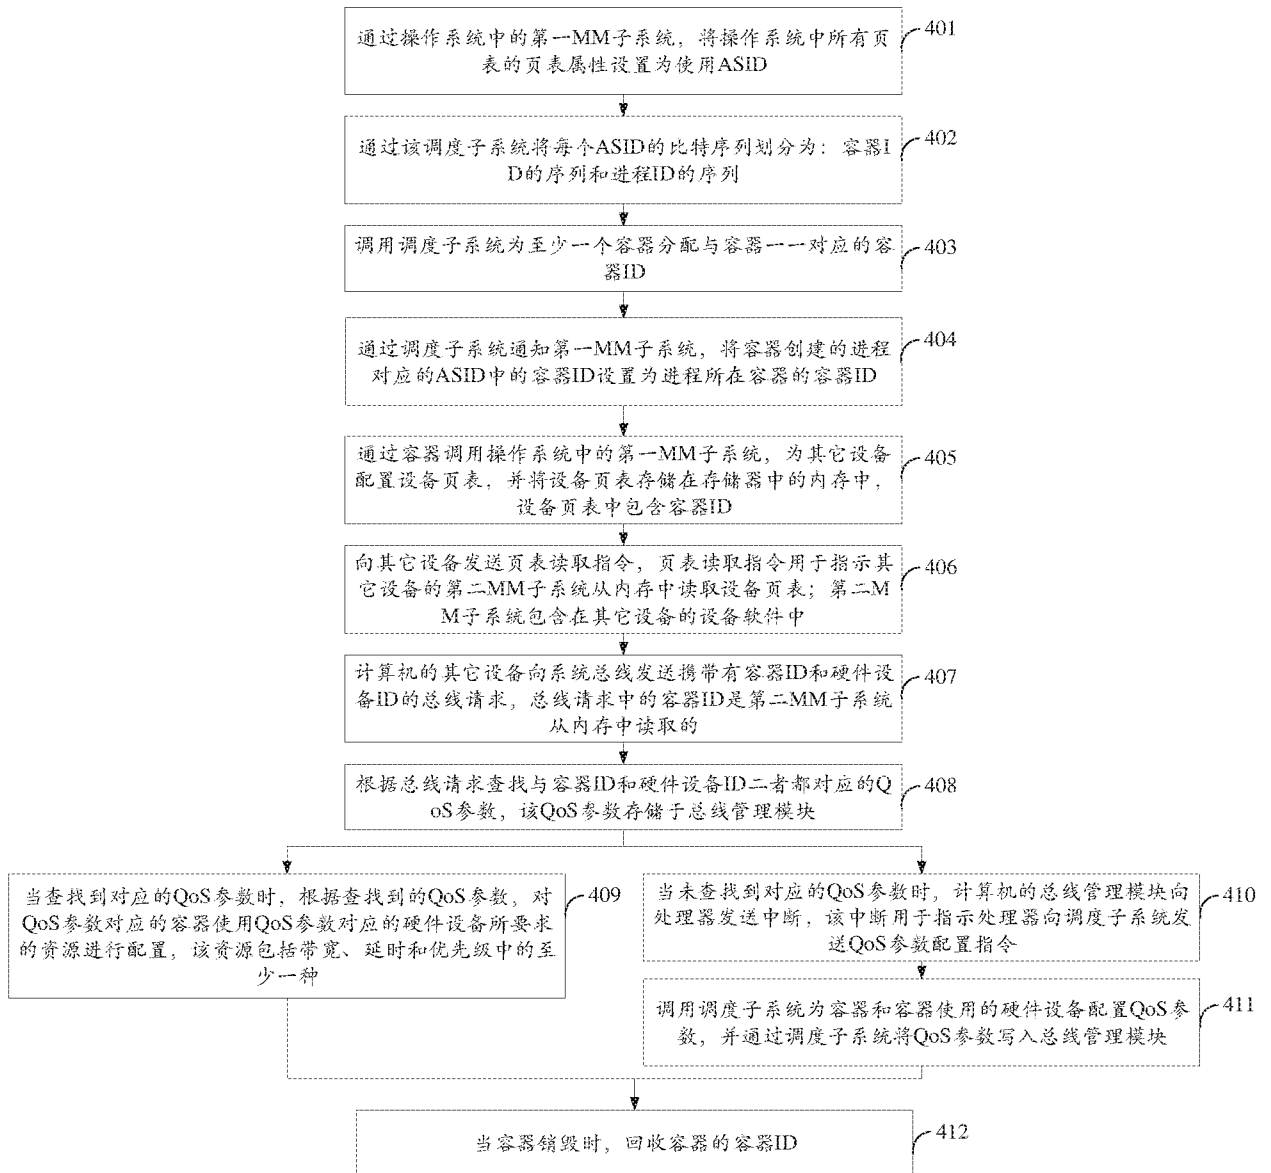 通过操作系统中的第一MM子系统，将操作系统中所有页
表的页表属性设置为使用ASID
401
通过该调度子系统将每个ASID的比特序列划分为：容器I
D的序列和进程ID的序列
402
调用调度子系统为至少一个容器分配与容器一一对应的容
器ID
403
通过调度子系统通知第一MM子系统，将容器创建的进程
对应的ASID中的容器ID设置为进程所在容器的容器ID
404
通过容器调用操作系统中的第一MM子系统，为其它设备
配置设备页表，并将设备页表存储在存储器中的内存中，
设备页表中包含容器ID
405
向其它设备发送页表读取指令，页表读取指令用于指示其
它设备的第二MM子系统从内存中读取设备页表；第二M
M子系统包含在其它设备的设备软件中
406
计算机的其它设备向系统总线发送携带有容器ID和硬件设
备ID的总线请求，总线请求中的容器ID是第二MM子系统
从内存中读取的
407
根据总线请求查找与容器ID和硬件设备ID二者都对应的Q
oS参数，该QoS参数存储于总线管理模块
408
当查找到对应的QoS参数时，根据查找到的QoS参数，对
QoS参数对应的容器使用QoS参数对应的硬件设备所要求
的资源进行配置，该资源包括带宽、延时和优先级中的至
少一种
409
当未查找到对应的QoS参数时，计算机的总线管理模块向
处理器发送中断，该中断用于指示处理器向调度子系统发
送QoS参数配置指令
410
调用调度子系统为容器和容器使用的硬件设备配置QoS参
数，并通过调度子系统将QoS参数写入总线管理模块
411
当容器销毁时，回收容器的容器ID
412